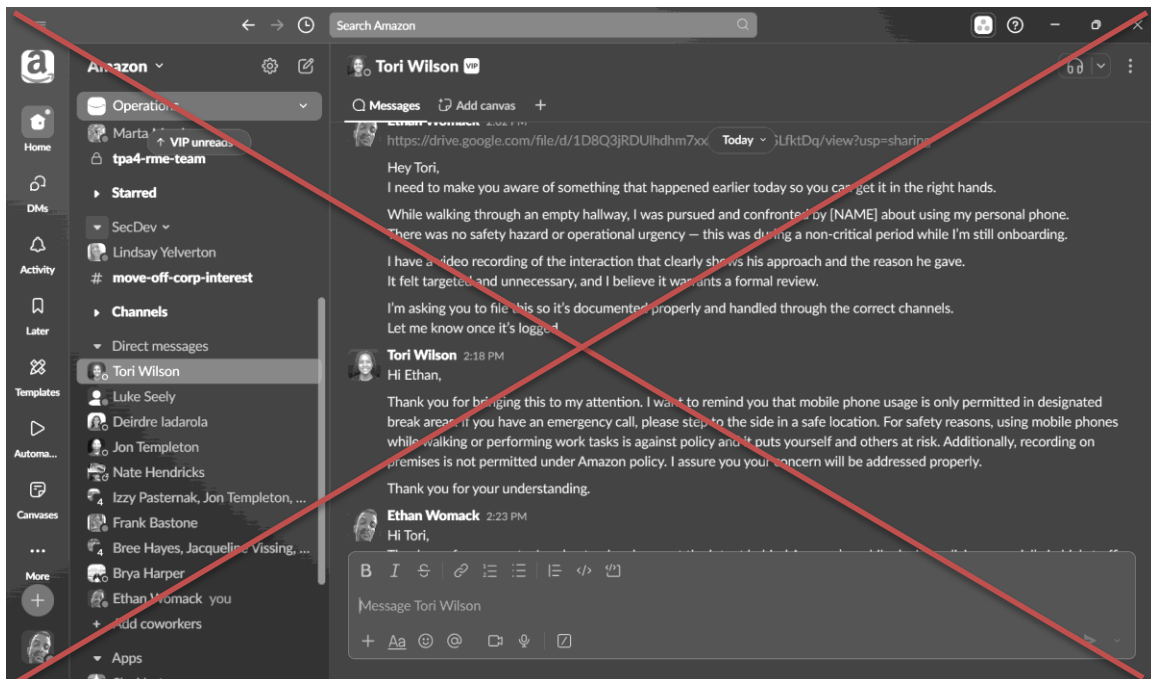 Search Amazon
a
Amazon
Tori Wilson VIP
Operations
Messages Add canvas +
Marta
Ethan Womack 2:02 PM
↑ VIP unreads
Today
Home
tpa4-rme-team
Hey Tori,
Starred
I need to make you aware of something that happened earlier today so you can get it in the right hands.
DMs
SecDev
While walking through an empty hallway, I was pursued and confronted by [NAME] about using my personal phone.
There was no safety hazard or operational urgency — this was during a non-critical period while I'm still onboarding.
Lindsay Yelverton
Activity
# move-off-corp-interest
I have a video recording of the interaction that clearly shows his approach and the reason he gave.
It felt targeted and unnecessary, and I believe it warrants a formal review.
Channels
I'm asking you to file this so it's documented properly and handled through the correct channels.
Later
Let me know once it's logged
Direct messages
Tori Wilson 2:18 PM
Tori Wilson
Hi Ethan,
Templates
Luke Seely
Thank you for bringing this to my attention. I want to remind you that mobile phone usage is only permitted in designated
Deirdre Iadarola
break areas. If you have an emergency call, please step to the side in a safe location. For safety reasons, using mobile phones
Jon Templeton
while walking or performing work tasks is against policy and it puts yourself and others at risk. Additionally, recording on
Automa...
premises is not permitted under Amazon policy. I assure you your concern will be addressed properly.
Nate Hendricks
Thank you for your understanding.
4 Izzy Pasternak, Jon Templeton, ...
Canvases
Frank Bastone
Ethan Womack 2:23 PM
Hi Tori,
4 Bree Hayes, Jacqueline Vissing, ...
More
Brya Harper
B I S
Ethan Womack you
Message Tori Wilson
+ Add coworkers
+ Aa @
Apps